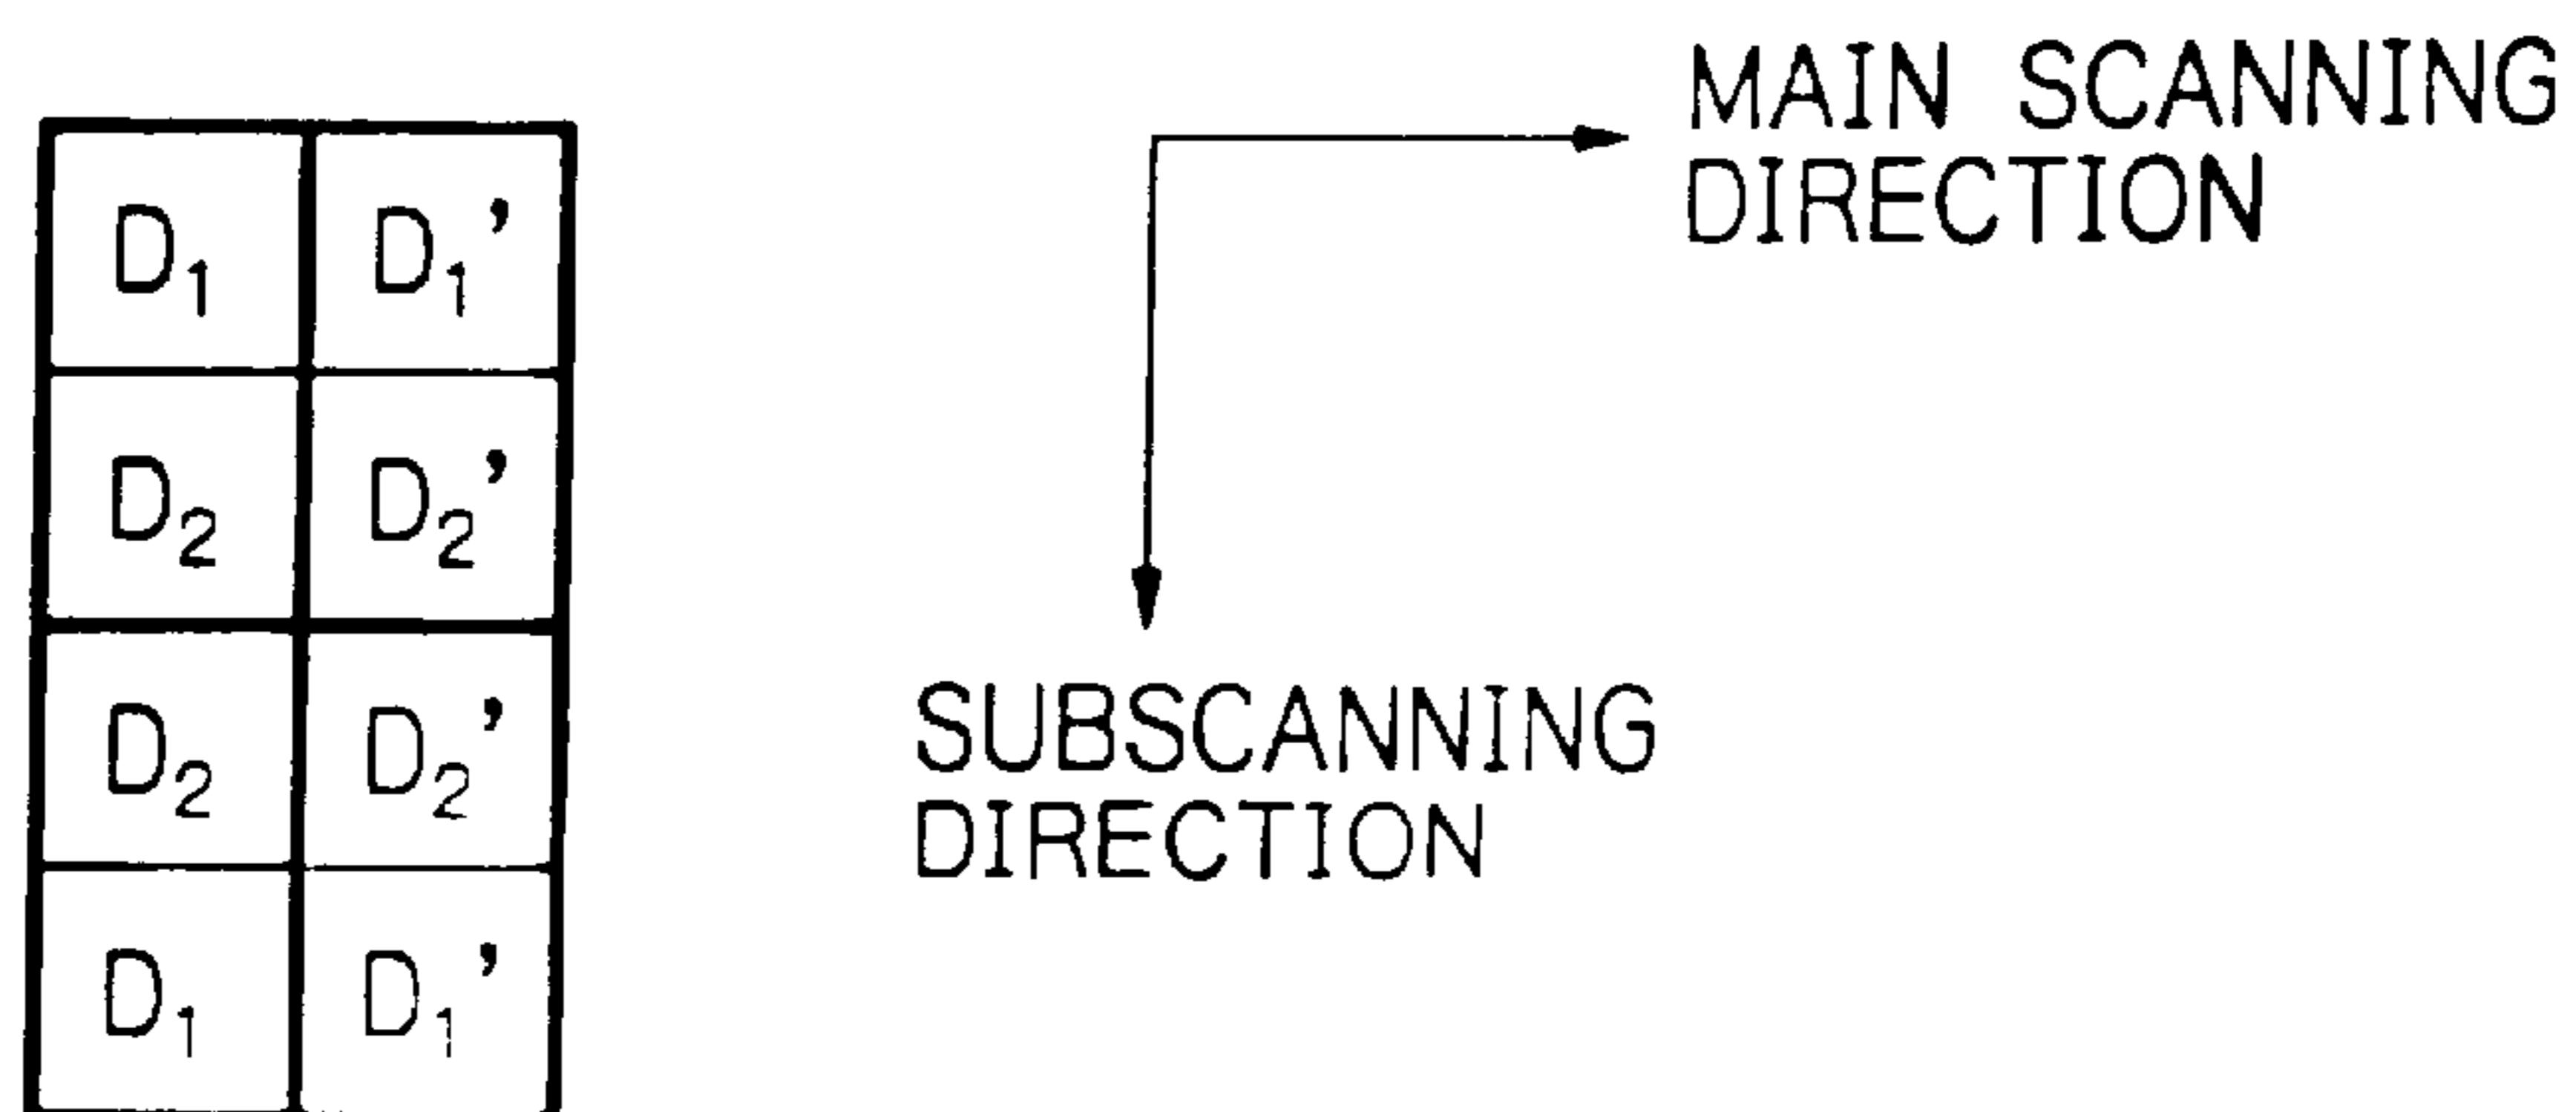 D₁ D₁’
D₂ D₂’
D₂ D₂’
D₁ D₁’
MAIN SCANNING
DIRECTION
SUBSCANNING
DIRECTION